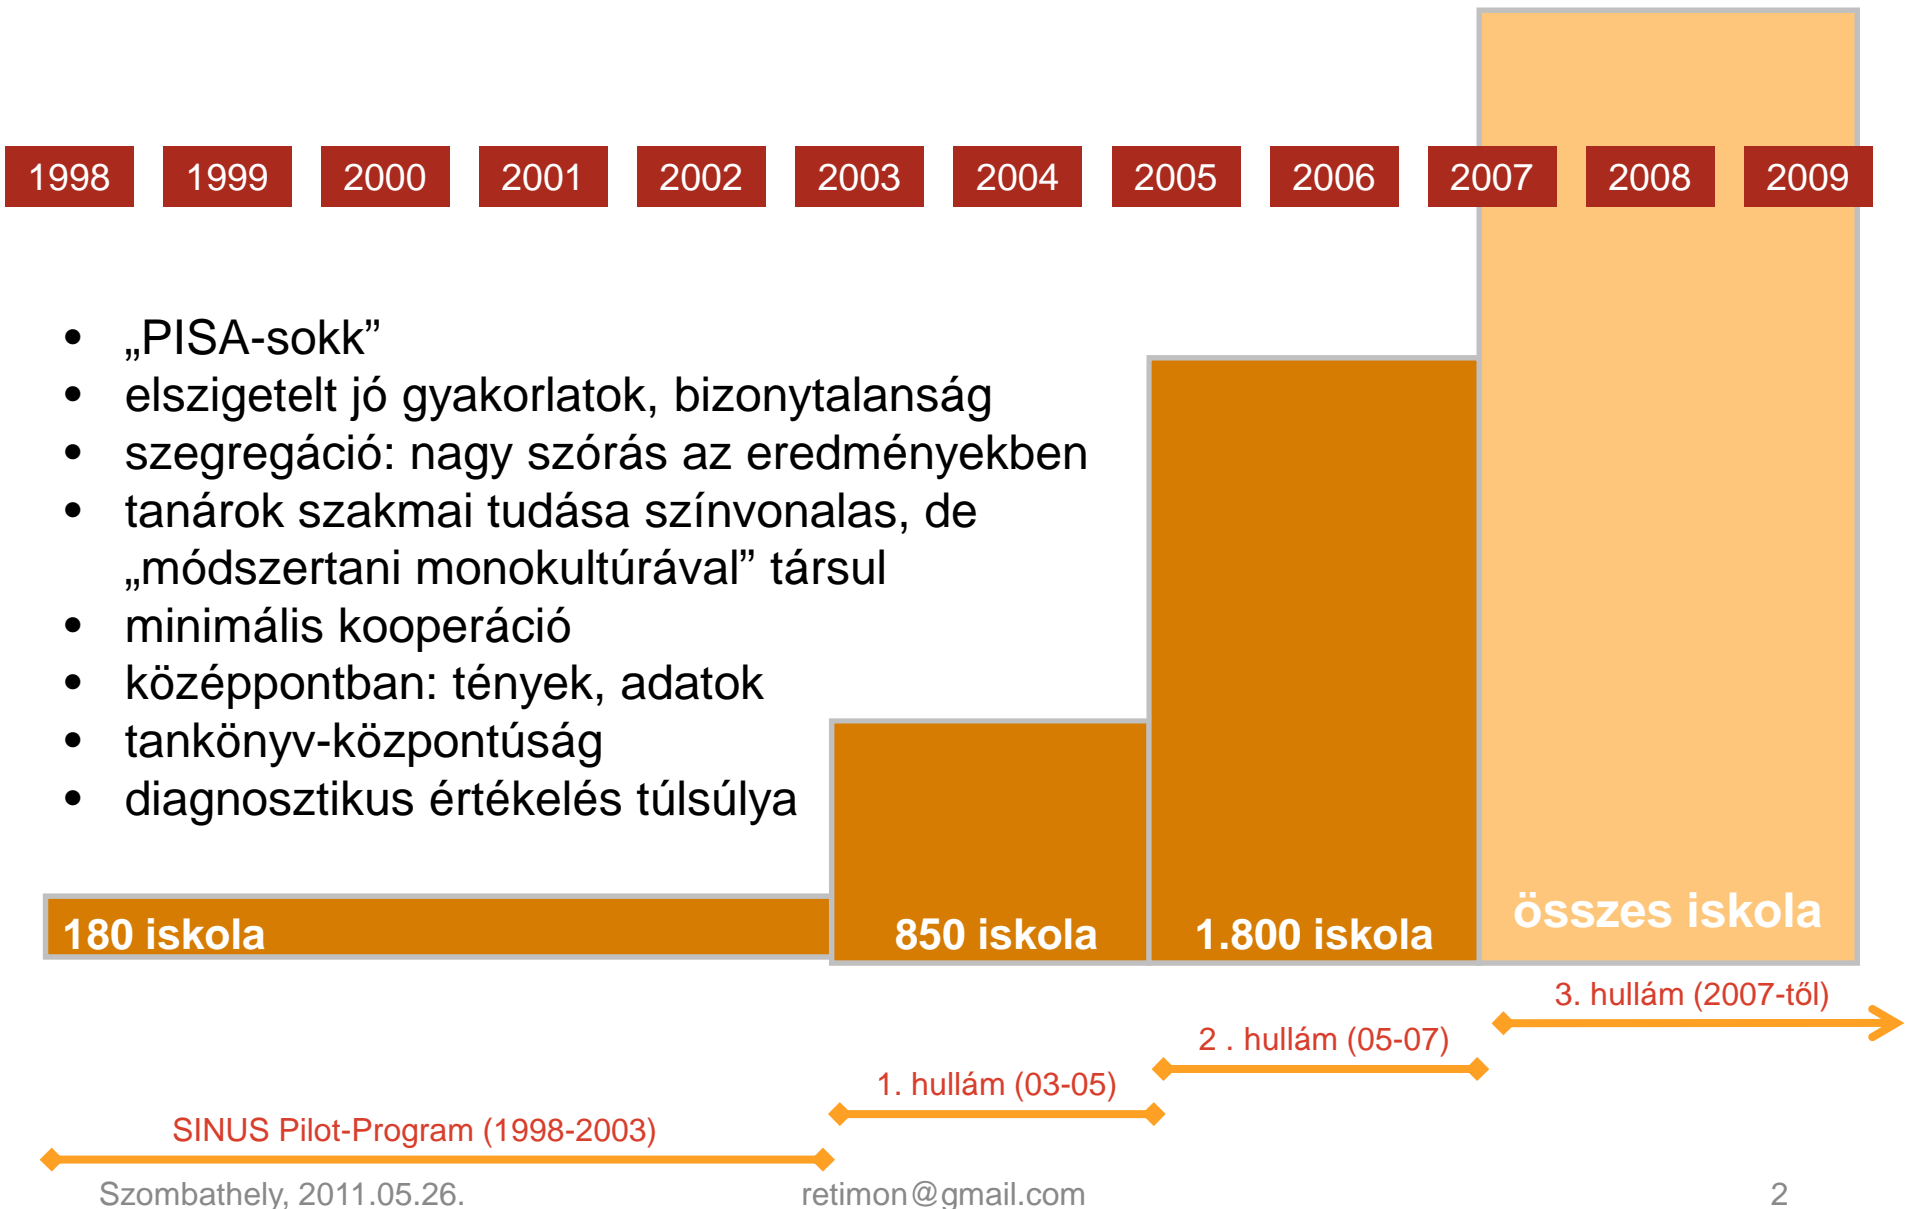 1998 1999 2000 2001 2002 2003 2004 2005 2006 2007 2008 2009
• „PISA-sokk”
• elszigetelt jó gyakorlatok, bizonytalanság
• szegregáció: nagy szórás az eredményekben
• tanárok szakmai tudása színvonalas, de
„módszertani monokultúrával” társul
• minimális kooperáció
• középpontban: tények, adatok
• tankönyv-központúság
• diagnosztikus értékelés túlsúlya
180 iskola
850 iskola
1.800 iskola
összes iskola
3. hullám (2007-től)
2 . hullám (05-07)
1. hullám (03-05)
SINUS Pilot-Program (1998-2003)
Szombathely, 2011.05.26. retimon@gmail.com 2